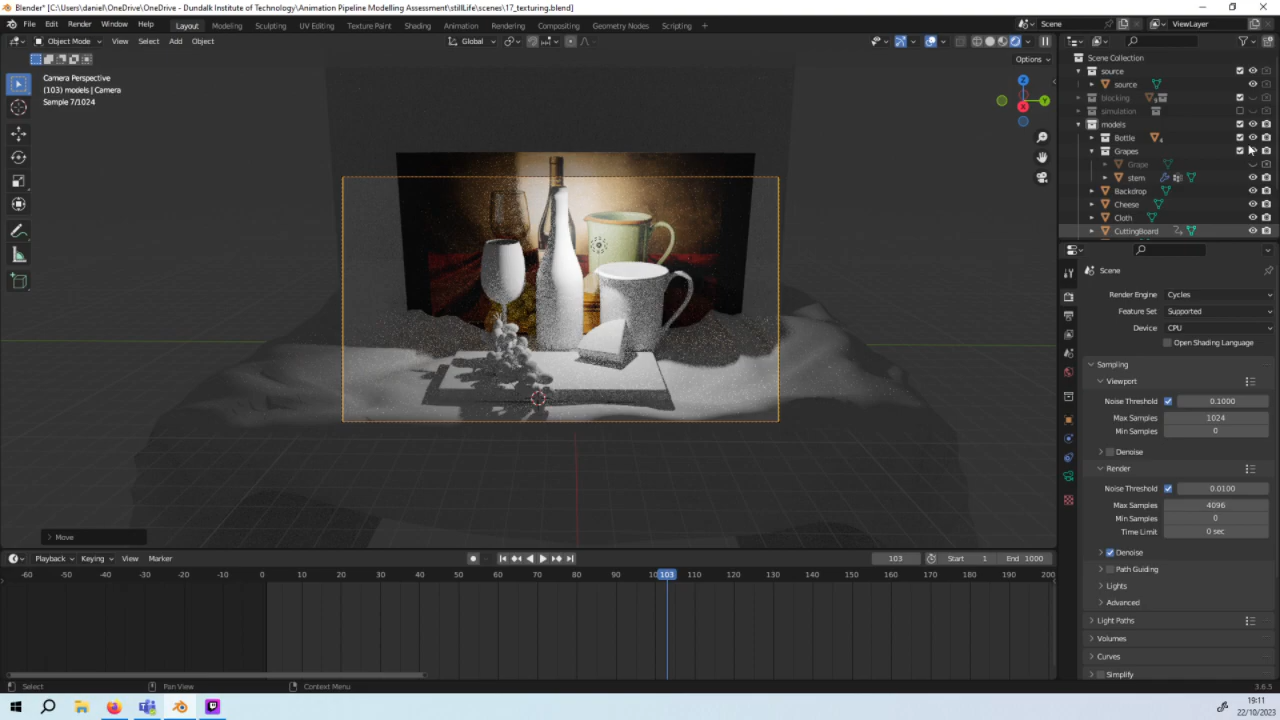 Blender* [C:\Users\daniel\OneDrive\OneDrive - Dundalk Institute of Technology\Animation Pipeline Modelling Assessment\stillLife\scenes\17_texturing.blend]
File Edit Render Window Help Layout Modeling Sculpting UV Editing Texture Paint Shading Animation Rendering Compositing Geometry Nodes Scripting + Scene ViewLayer
Object Mode View Select Add Object Global
Options
Camera Perspective
(103) models | Camera
Sample 7/1024
X
Y
Z
Scene Collection
source
source
blocking
simulation
models
Bottle
Grapes
Grape
stem
Backdrop
Cheese
Cloth
CuttingBoard
Scene
Render Engine Cycles
Feature Set Supported
Device CPU
Open Shading Language
Sampling
Viewport
Noise Threshold 0.1000
Max Samples 1024
Min Samples 0
Denoise
Render
Noise Threshold 0.0100
Max Samples 4096
Min Samples 0
Time Limit 0 sec
Denoise
Path Guiding
Lights
Advanced
Light Paths
Volumes
Curves
Simplify
Move
Playback Keying View Marker 103 Start 1 End 1000
-60 -50 -40 -30 -20 -10 0 10 20 30 40 50 60 70 80 90 103 110 120 130 140 150 160 170 180 190 200
Select Pan View Context Menu 3.6.5
19:11
22/10/2023